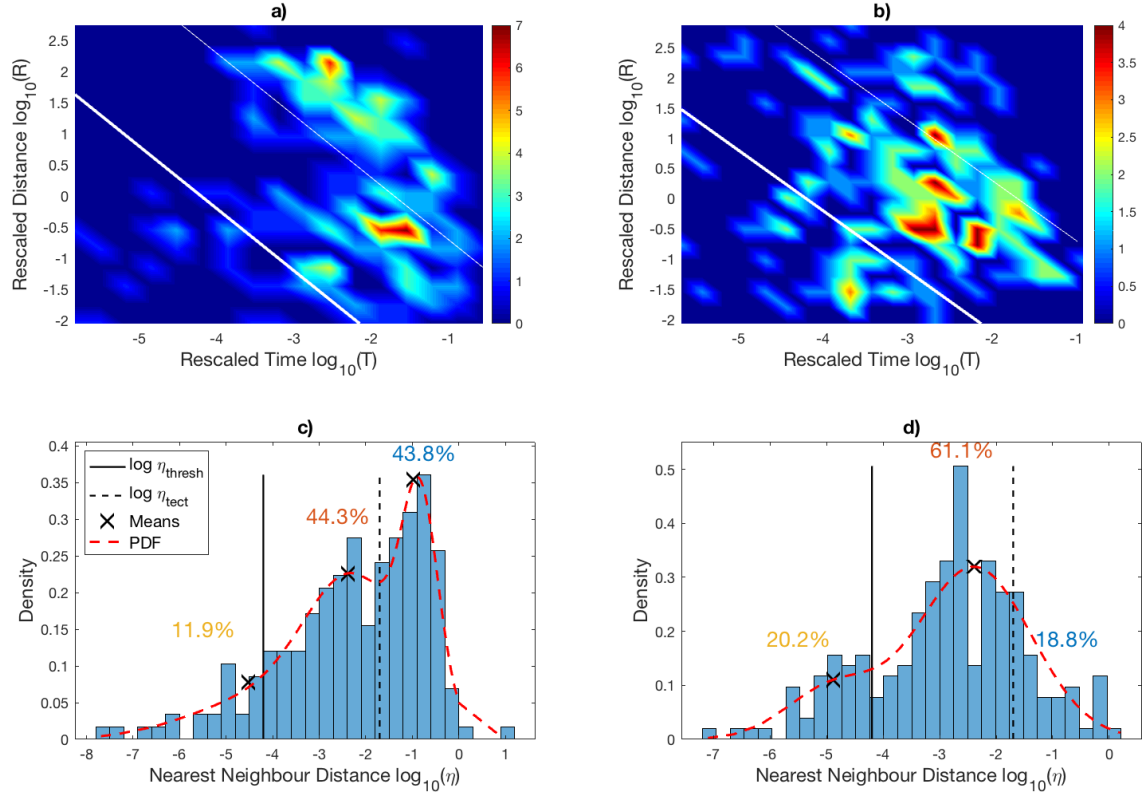 a)
b)
7
6
5
4
3
2
1
0
4
3.5
3
2.5
2
1.5
1
0.5
0
2.5
2
1.5
1
0.5
0
-0.5
-1
-1.5
-2
2.5
2
1.5
1
0.5
0
-0.5
-1
-1.5
-2
Rescaled Distance log10(R)
Rescaled Distance log10(R)
-5 -4 -3 -2 -1
-5 -4 -3 -2 -1
Rescaled Time log10(T)
Rescaled Time log10(T)
c)
d)
0.4
0.35
0.3
0.25
0.2
0.15
0.1
0.05
0
Density
log ηthresh
log ηtect
Means
PDF
43.8%
44.3%
11.9%
-8 -7 -6 -5 -4 -3 -2 -1 0 1
Nearest Neighbour Distance log10(η)
0.5
0.4
0.3
0.2
0.1
0
Density
61.1%
20.2%
18.8%
-7 -6 -5 -4 -3 -2 -1 0
Nearest Neighbour Distance log10(η)